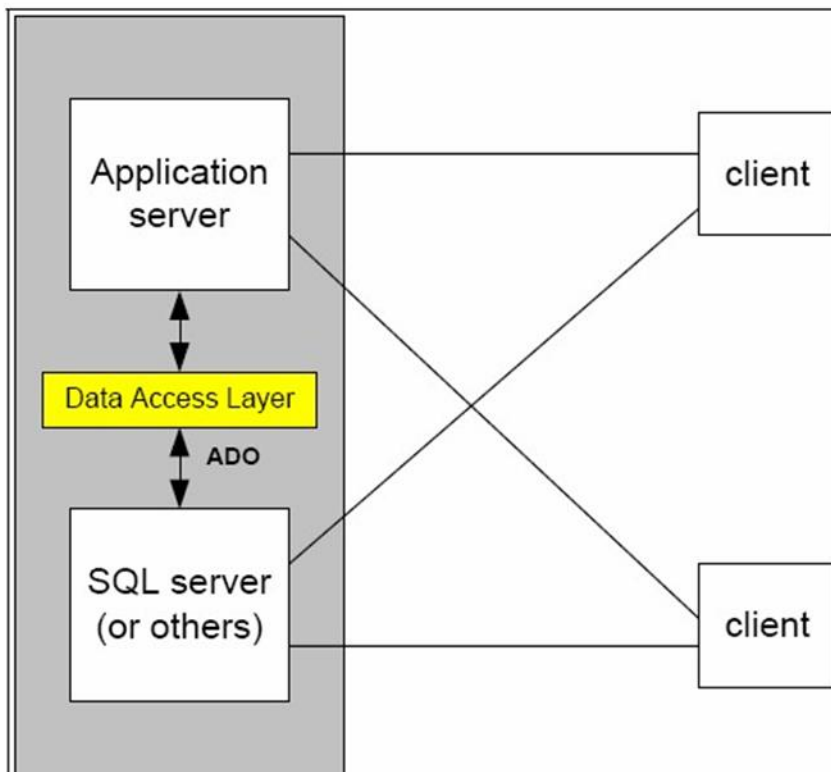 Application
server
client
Data Access Layer
ADO
SQL server
(or others)
client